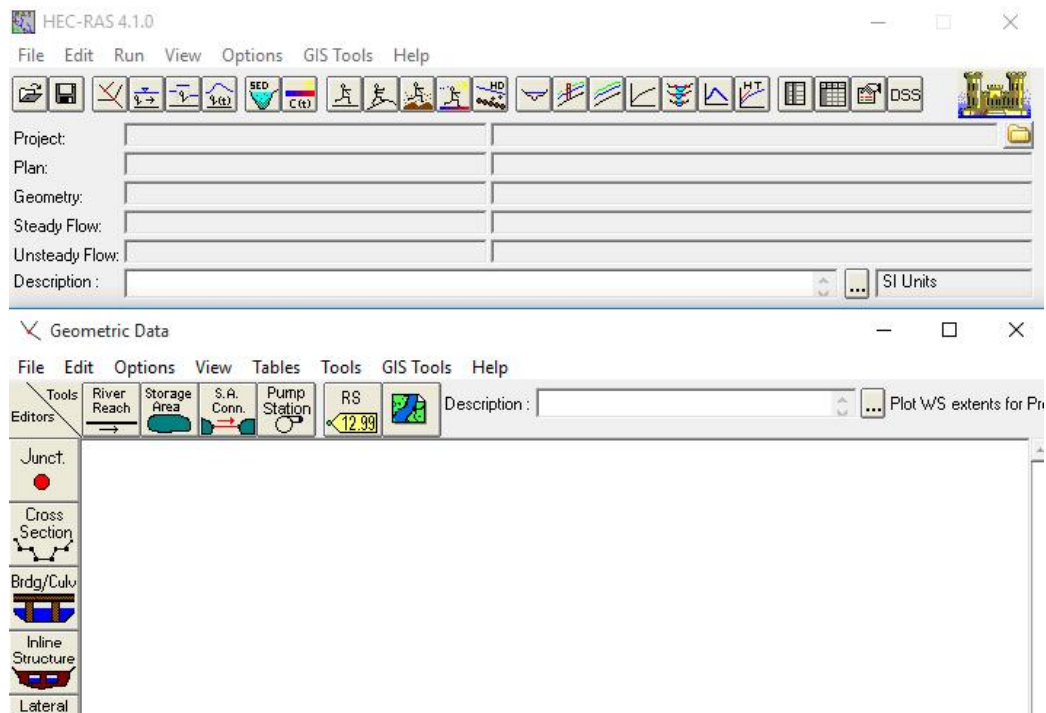 HEC-RAS 4.1.0
File Edit Run View Options GIS Tools Help
SED C(t) HD HT DSS
Project:
Plan:
Geometry:
Steady Flow:
Unsteady Flow:
Description : ... SI Units
Geometric Data
File Edit Options View Tables Tools GIS Tools Help
Tools Editors
River Reach
Storage Area
S.A. Conn.
Pump Station
RS 12.99
Description : ... Plot WS extents for Pr
Junct.
Cross Section
Brdg/Culv
Inline Structure
Lateral